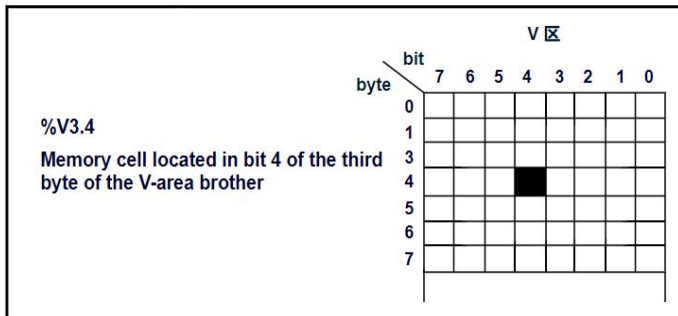 V 区
bit
7 6 5 4 3 2 1 0
byte
0
%V3.4
1
Memory cell located in bit 4 of the third
3
byte of the V-area brother
4
5
6
7